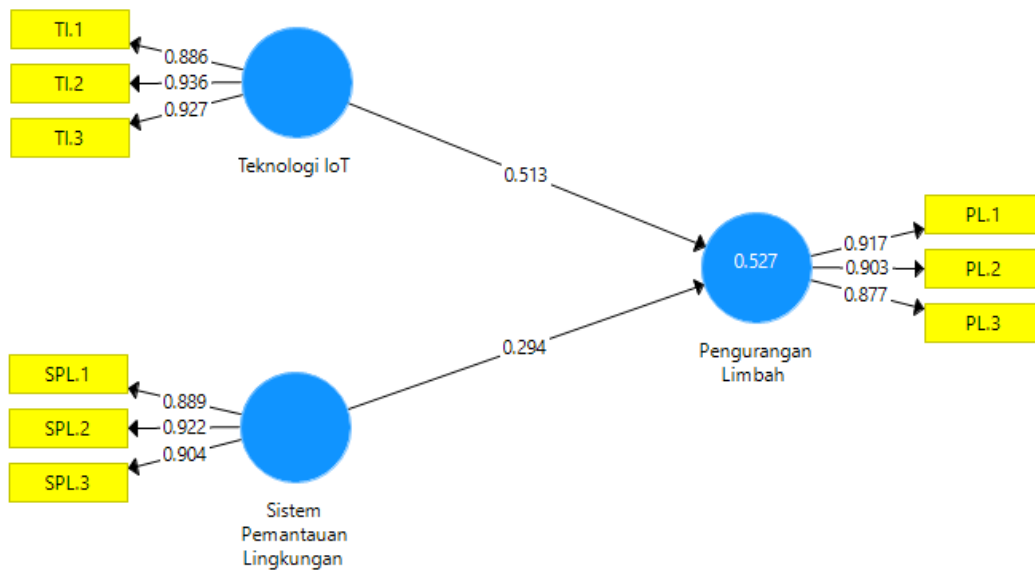 TI.1
0.886
TI.2
0.936
0.927
TI.3
Teknologi IoT
0.513
PL.1
0.917
0.527
0.903
PL.2
0.877
PL.3
Pengurangan
Limbah
0.294
SPL.1
0.889
SPL.2
0.922
0.904
SPL.3
Sistem
Pemantauan
Lingkungan